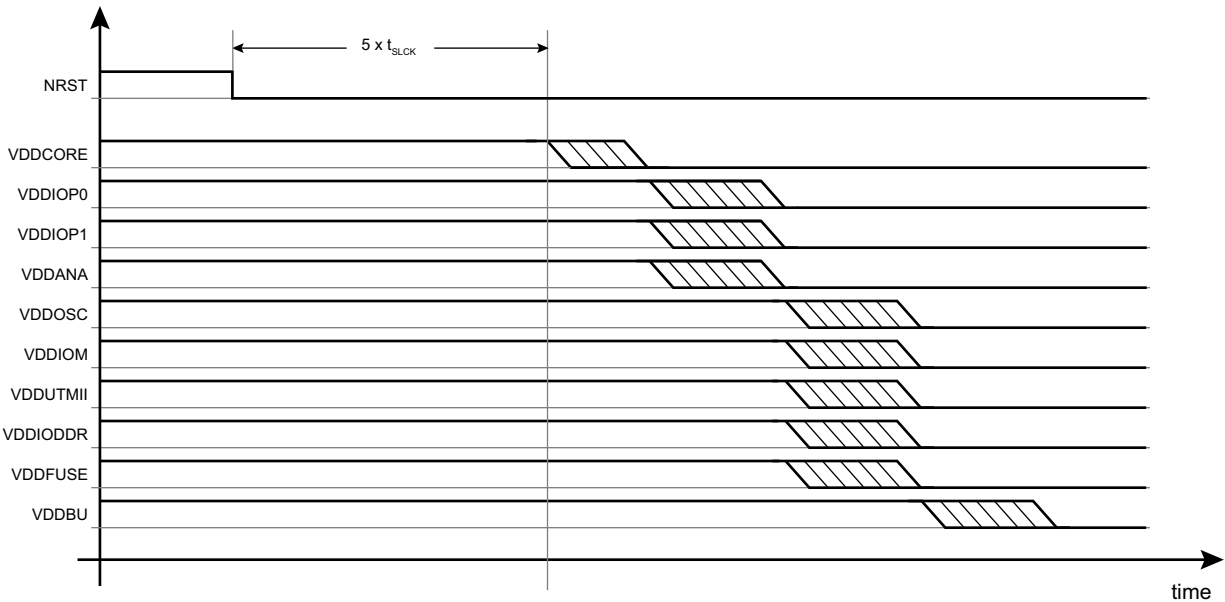 5 x tSLCK
NRST
VDDCORE
VDDIOP0
VDDIOP1
VDDANA
VDDOSC
VDDIOM
VDDUTMII
VDDIODDR
VDDFUSE
VDDBU
time